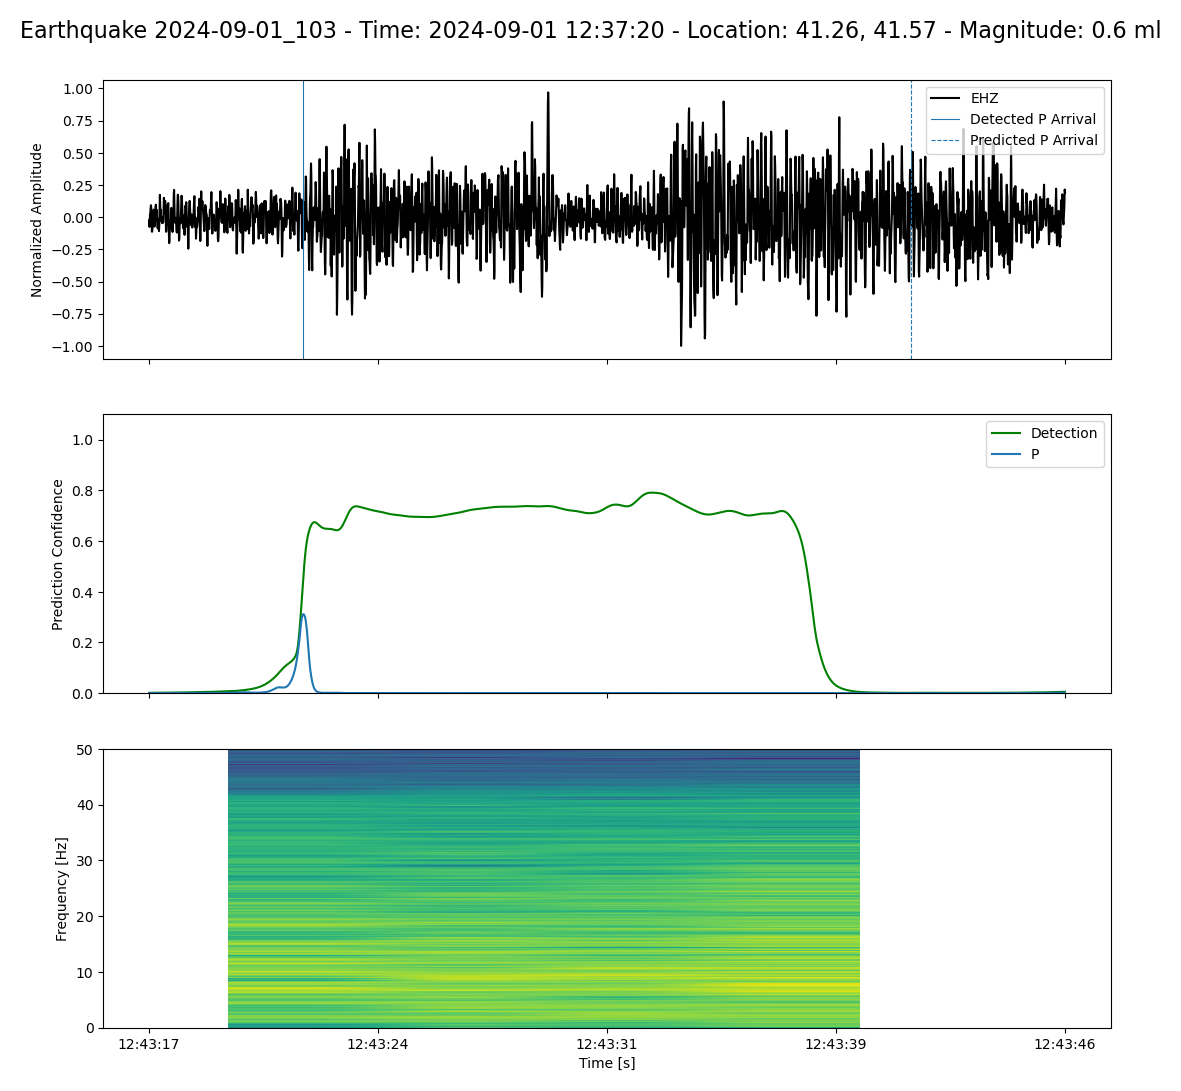 Earthquake 2024-09-01_103 - Time: 2024-09-01 12:37:20 - Location: 41.26, 41.57 - Magnitude: 0.6 ml
1.00
0.75
0.50
0.25
0.00
−0.25
−0.50
−0.75
−1.00
Normalized Amplitude
EHZ
Detected P Arrival
Predicted P Arrival
1.0
0.8
0.6
0.4
0.2
0.0
Prediction Confidence
Detection
P
50
40
30
20
10
0
Frequency [Hz]
12:43:17
12:43:24
12:43:31
12:43:39
12:43:46
Time [s]